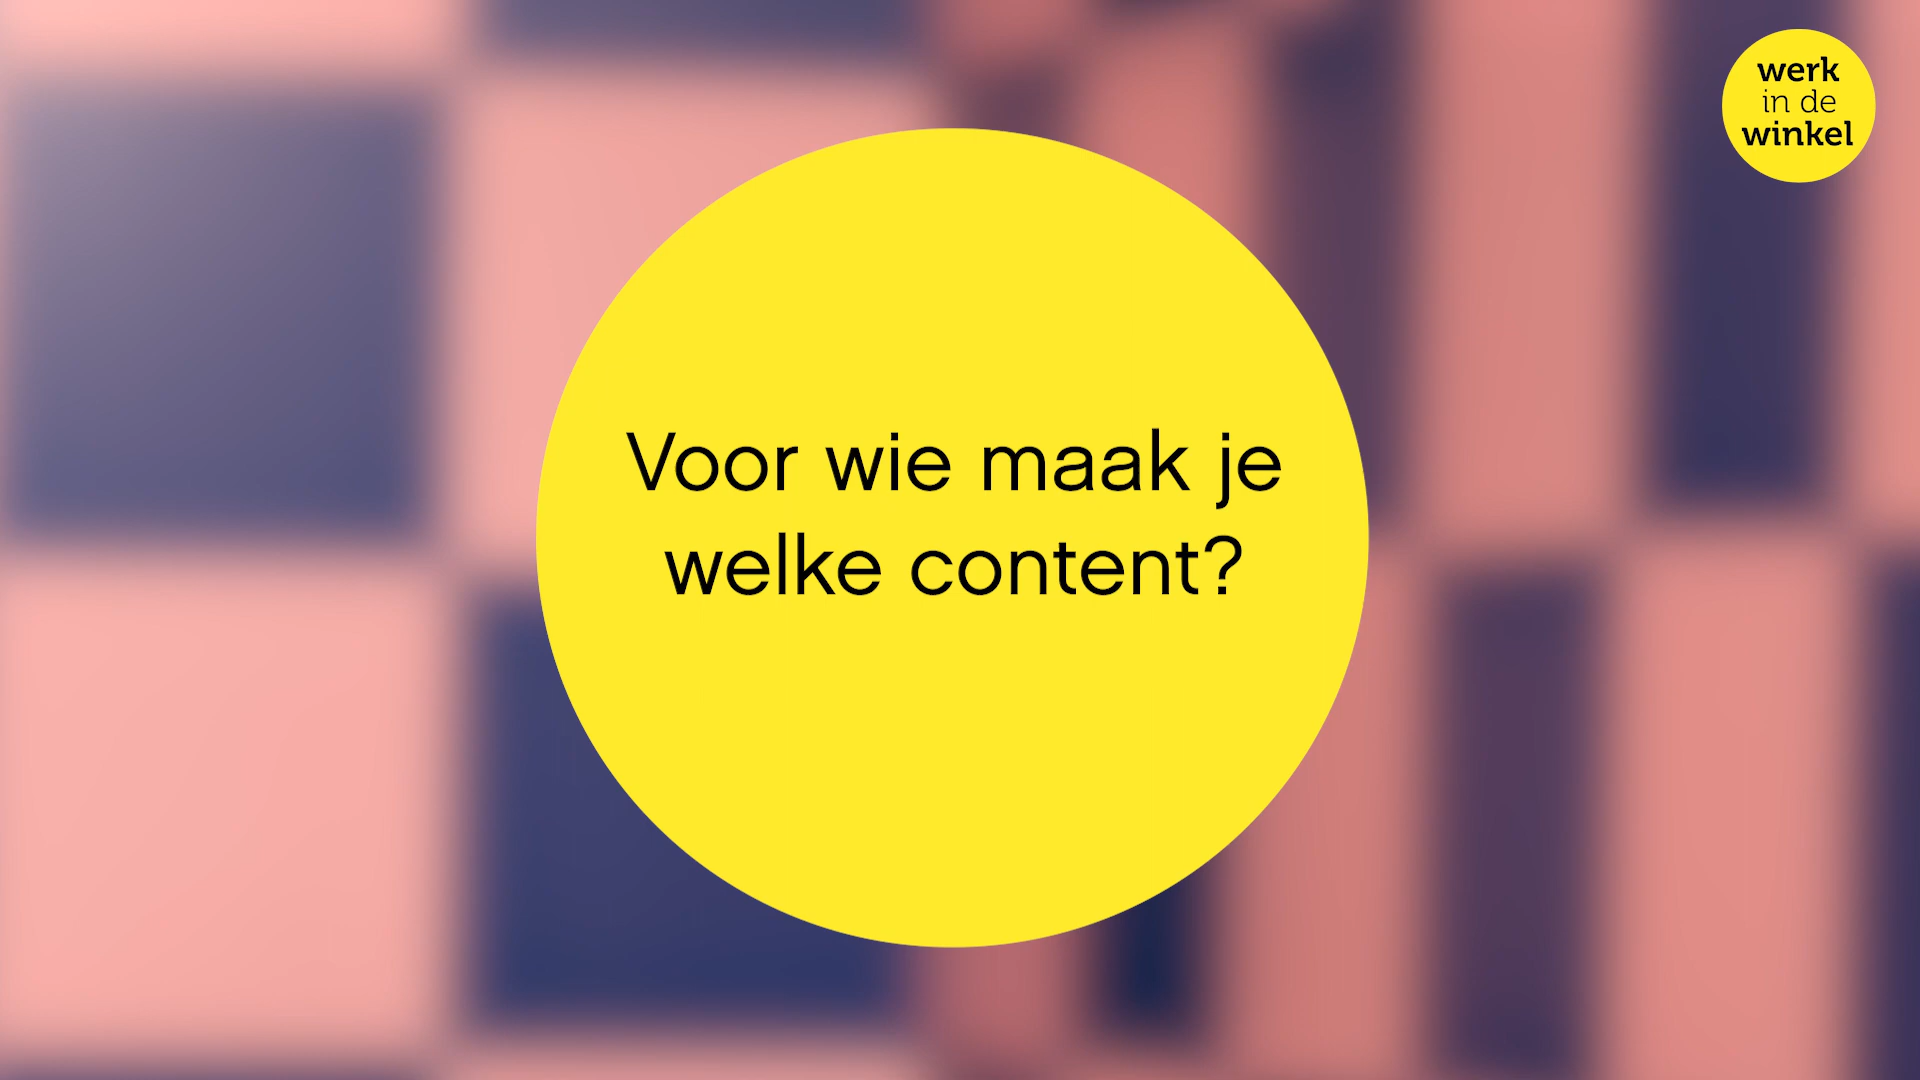 werk
in de
winkel
Voor wie maak je
welke content?